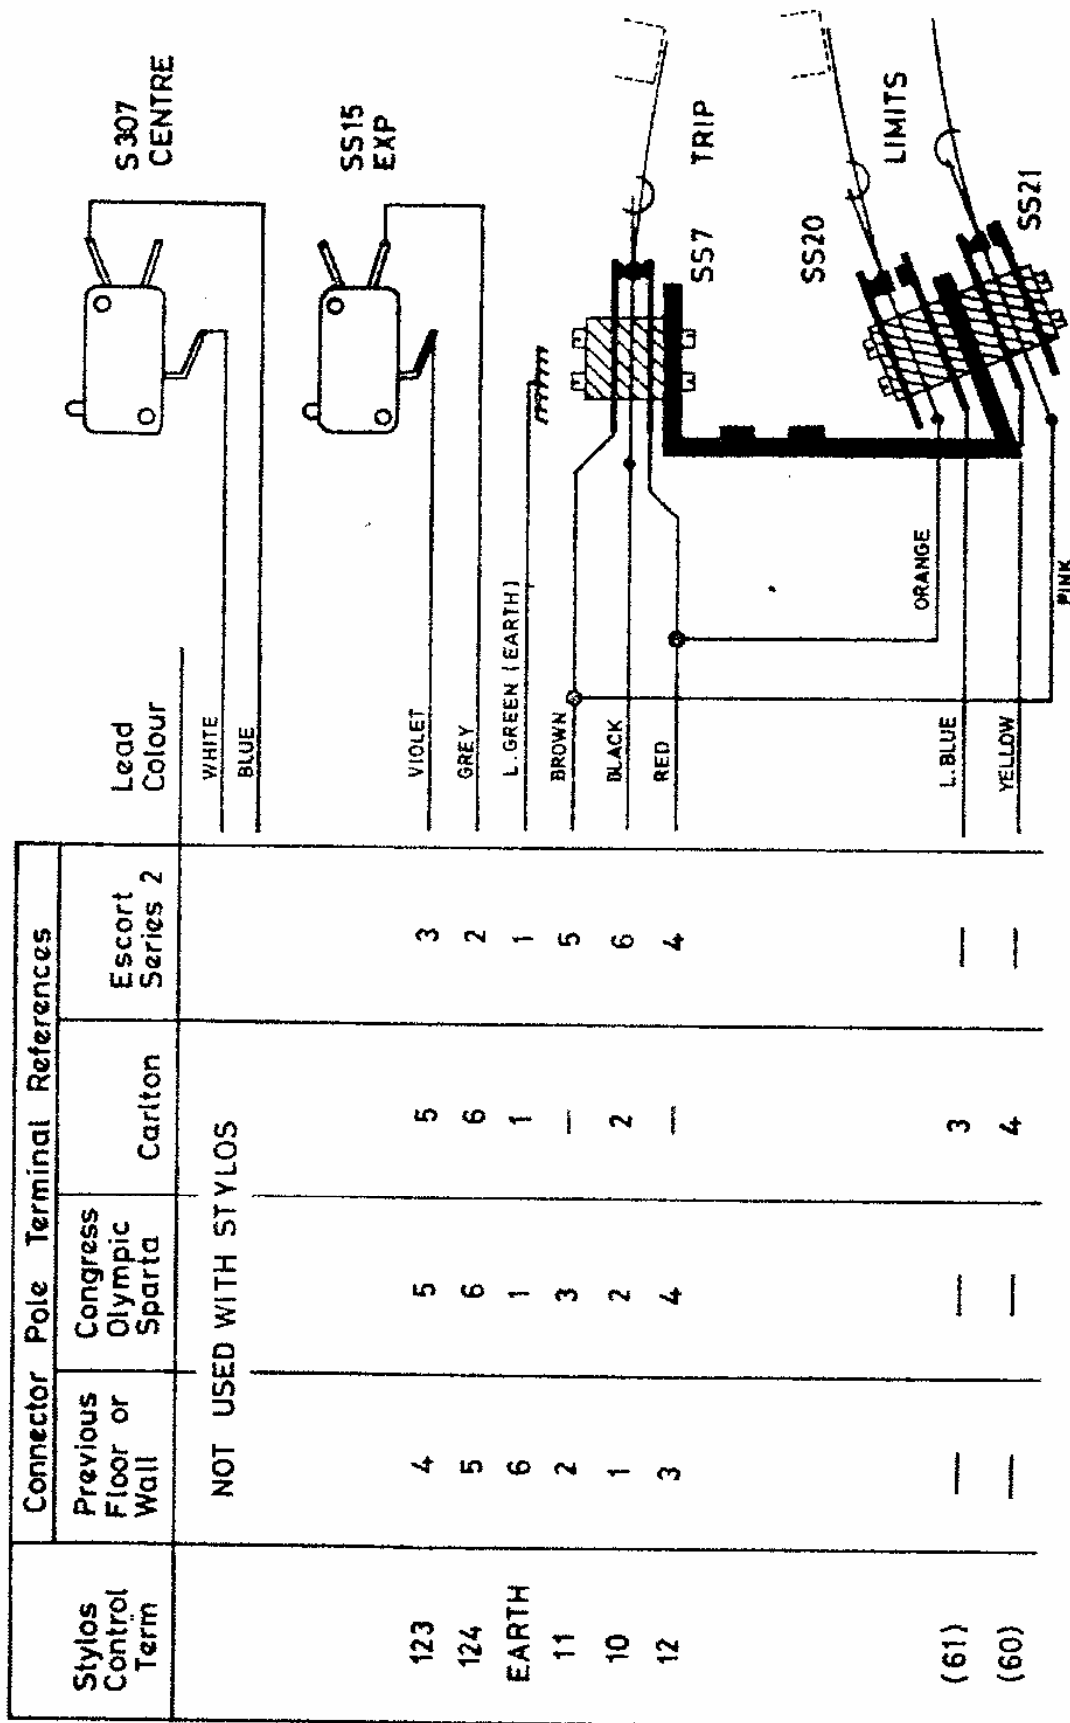 Connector Pole Terminal References
Stylos
Control
Term
Previous
Floor or
Wall
Congress
Olympic
Sparta
Carlton
Escort
Series 2
Lead
Colour
NOT USED WITH STYLOS
WHITE
BLUE
S307
CENTRE
123 4 5 5 3 VIOLET
124 5 6 6 2 GREY
SS15
EXP
EARTH 6 1 1 1 L.GREEN (EARTH)
11 2 3 — 5 BROWN
10 1 2 2 6 BLACK
12 3 4 — 4 RED
SS7
TRIP
ORANGE
SS20
LIMITS
(61) — — 3 — L.BLUE
(60) — — 4 — YELLOW
SS21
PINK